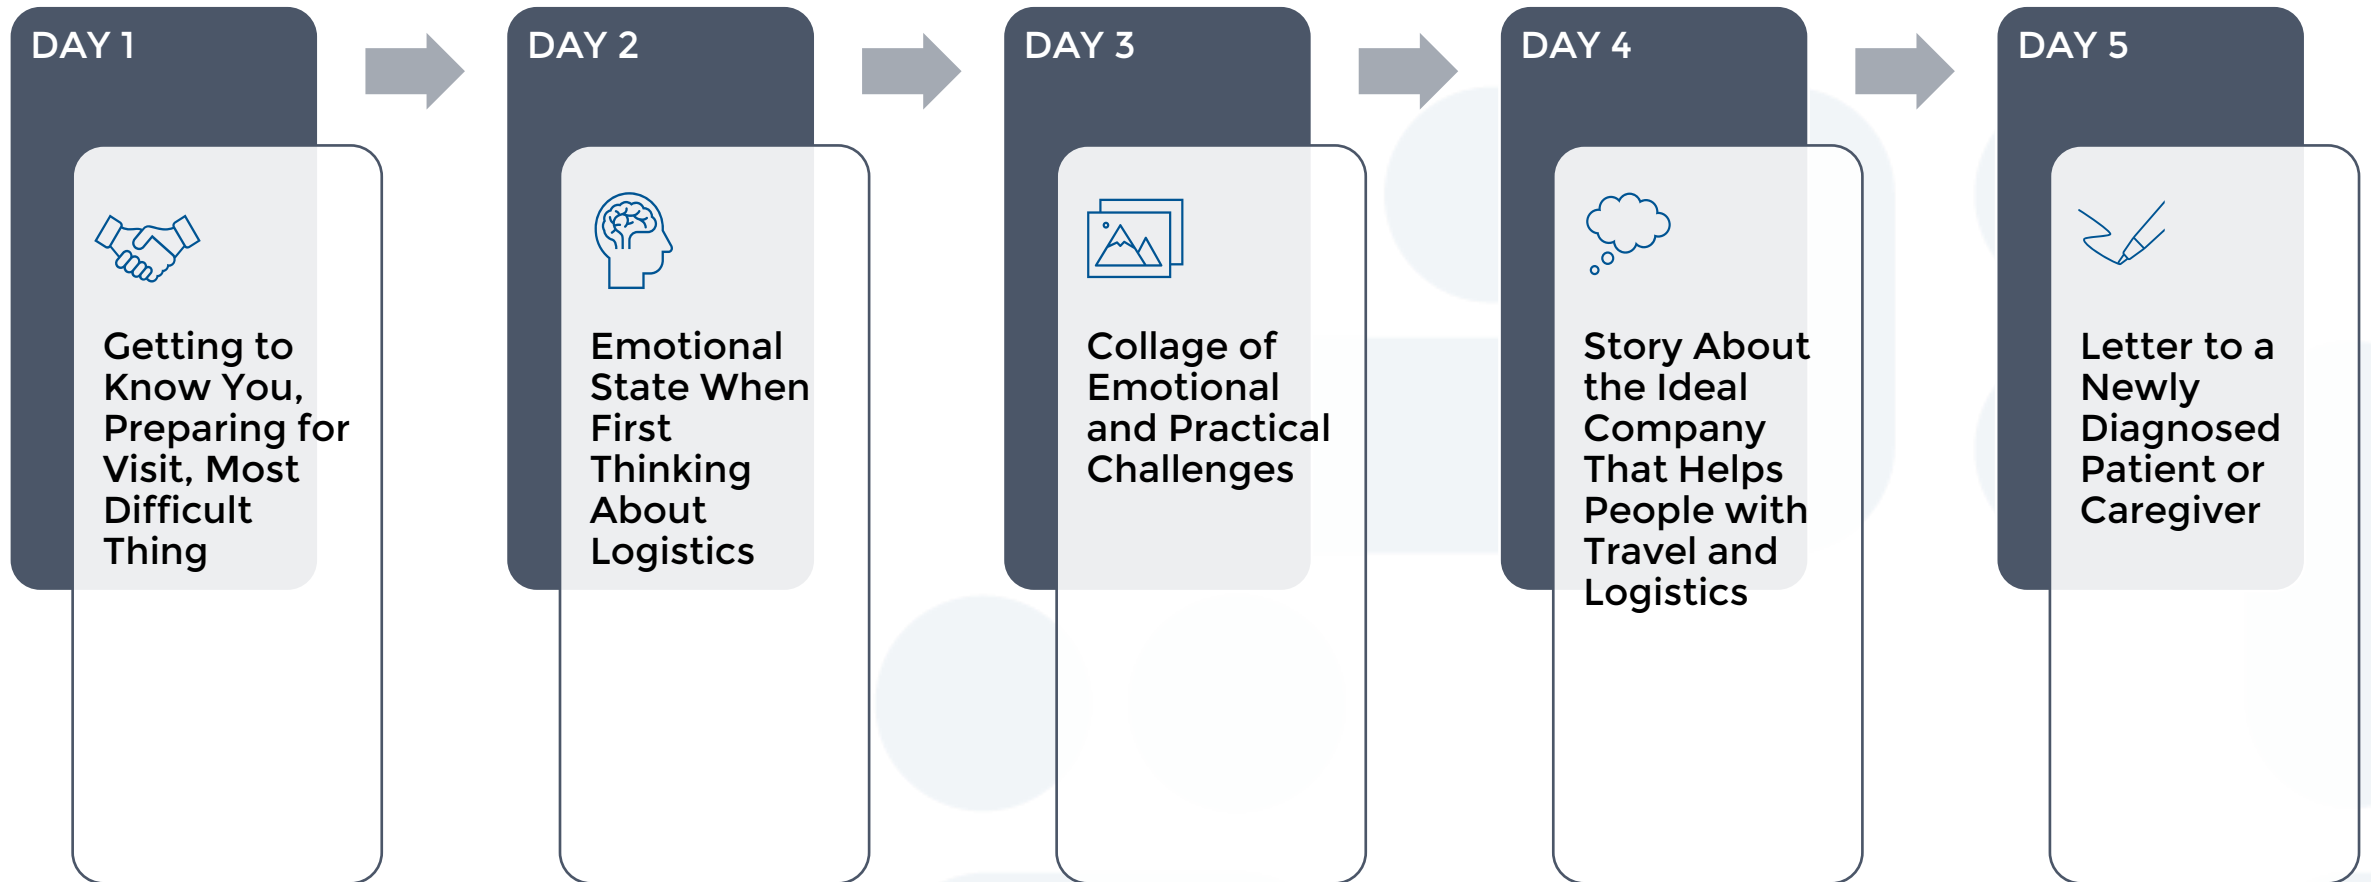 DAY 1
Getting to
Know You,
Preparing for
Visit, Most
Difficult
Thing
DAY 2
Emotional
State When
First
Thinking
About
Logistics
DAY 3
Collage of
Emotional
and Practical
Challenges
DAY 4
Story About
the Ideal
Company
That Helps
People with
Travel and
Logistics
DAY 5
Letter to a
Newly
Diagnosed
Patient or
Caregiver